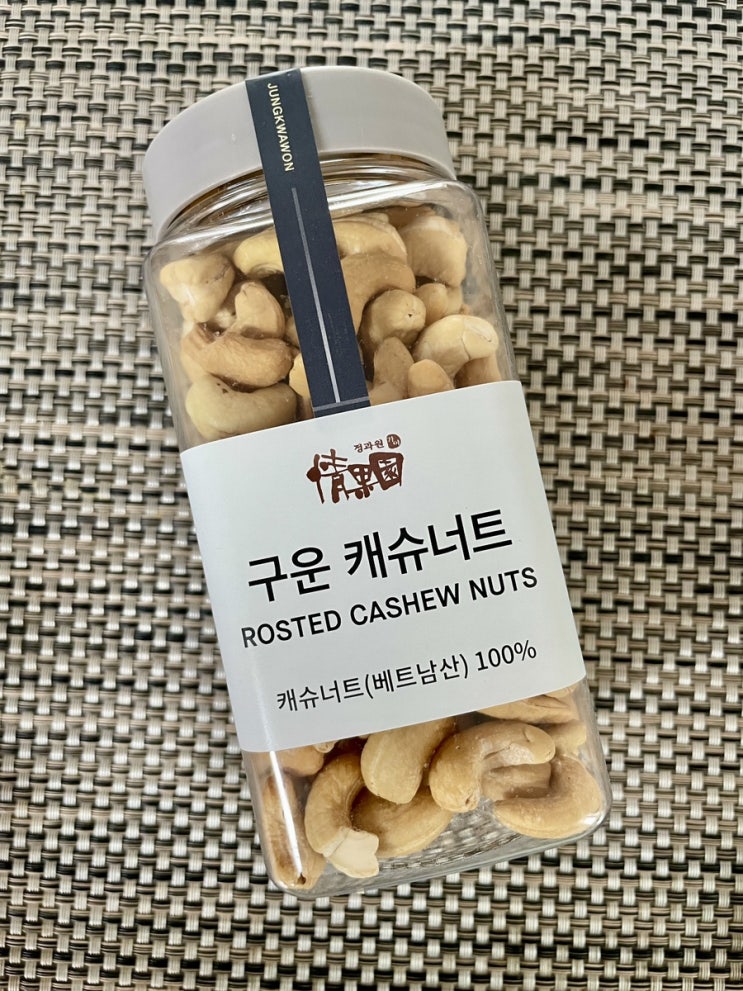 JUNGKWAWON
정과원
情果園
구운 캐슈너트
ROSTED CASHEW NUTS
캐슈너트(베트남산) 100%